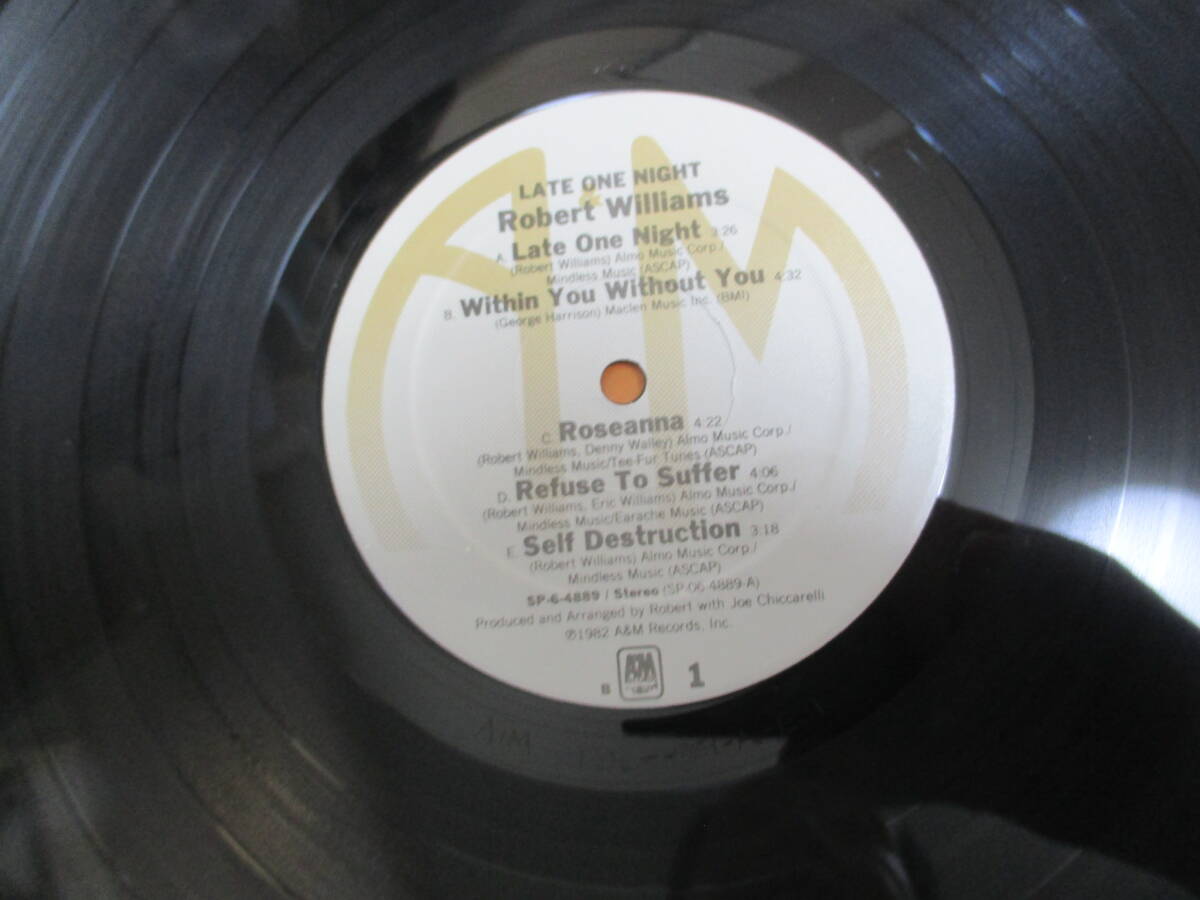 LATE ONE NIGHT
Robert Williams
A. Late One Night 3:26
(Robert Williams) Almo Music Corp./
Mindless Music (ASCAP)
B. Within You Without You 4:32
(George Harrison) Maclen Music Inc. (BMI)
C. Roseanna 4:22
(Robert Williams, Denny Walley) Almo Music Corp./
Mindless Music/Tee-Fur Tunes (ASCAP)
D. Refuse To Suffer 4:06
(Robert Williams, Eric Williams) Almo Music Corp./
Mindless Music/Earache Music (ASCAP)
E. Self Destruction 3:18
(Robert Williams) Almo Music Corp./
Mindless Music (ASCAP)
SP-6-4889 / Stereo (SP-06-4889-A)
Produced and Arranged by Robert with Joe Chiccarelli
℗1982 A&M Records, Inc.
B A&M 1